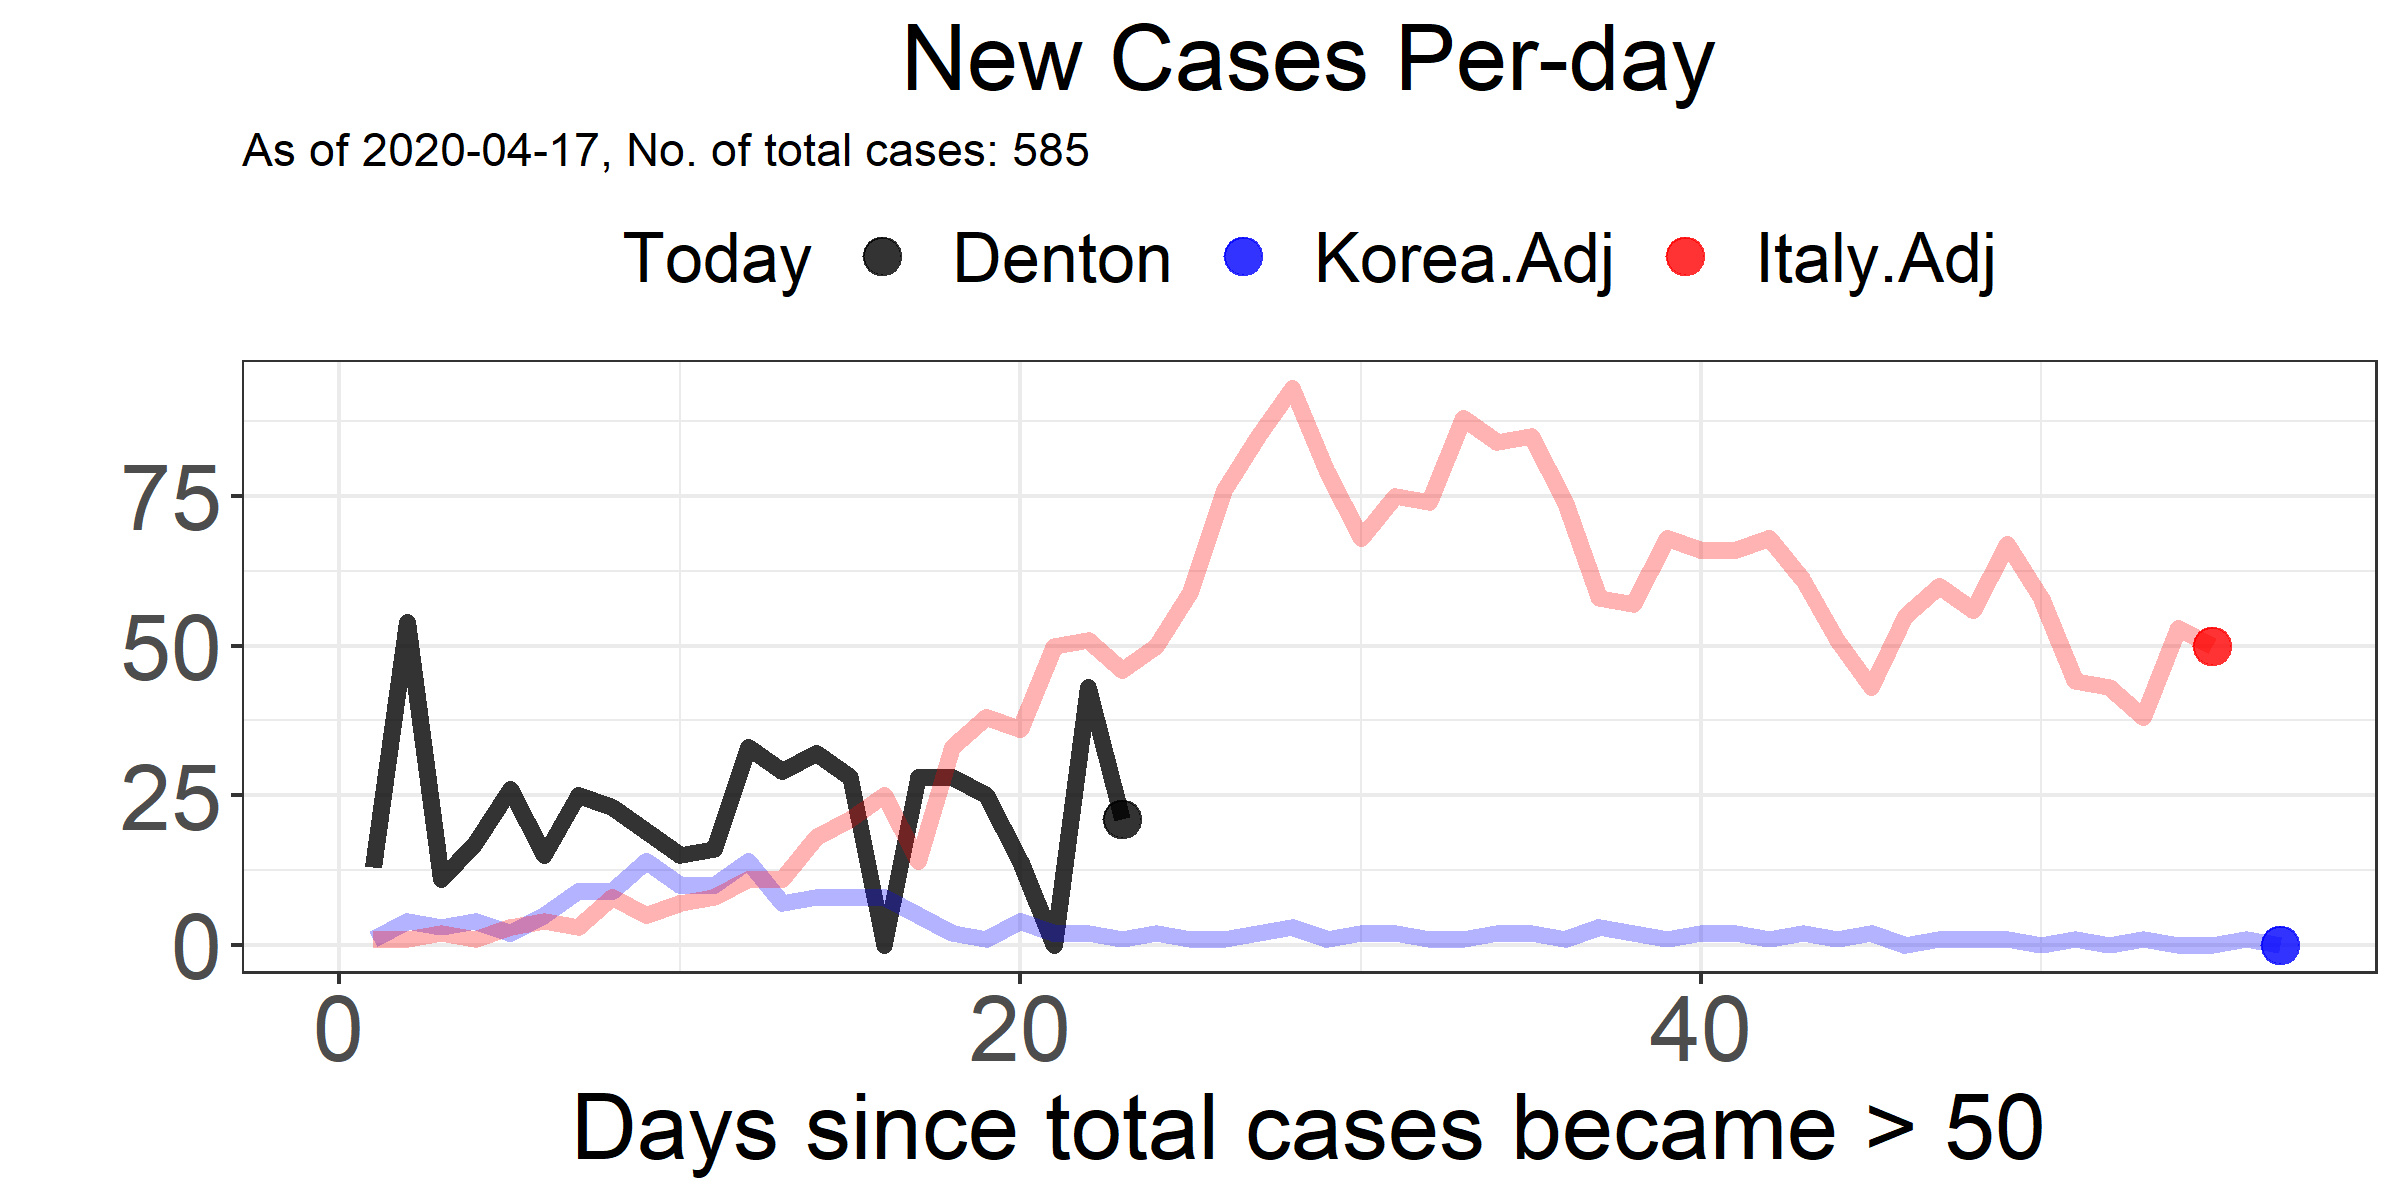 New Cases Per-day
As of 2020-04-17, No. of total cases: 585
Today Denton Korea.Adj Italy.Adj
75
50
25
0
0 20 40
Days since total cases became > 50